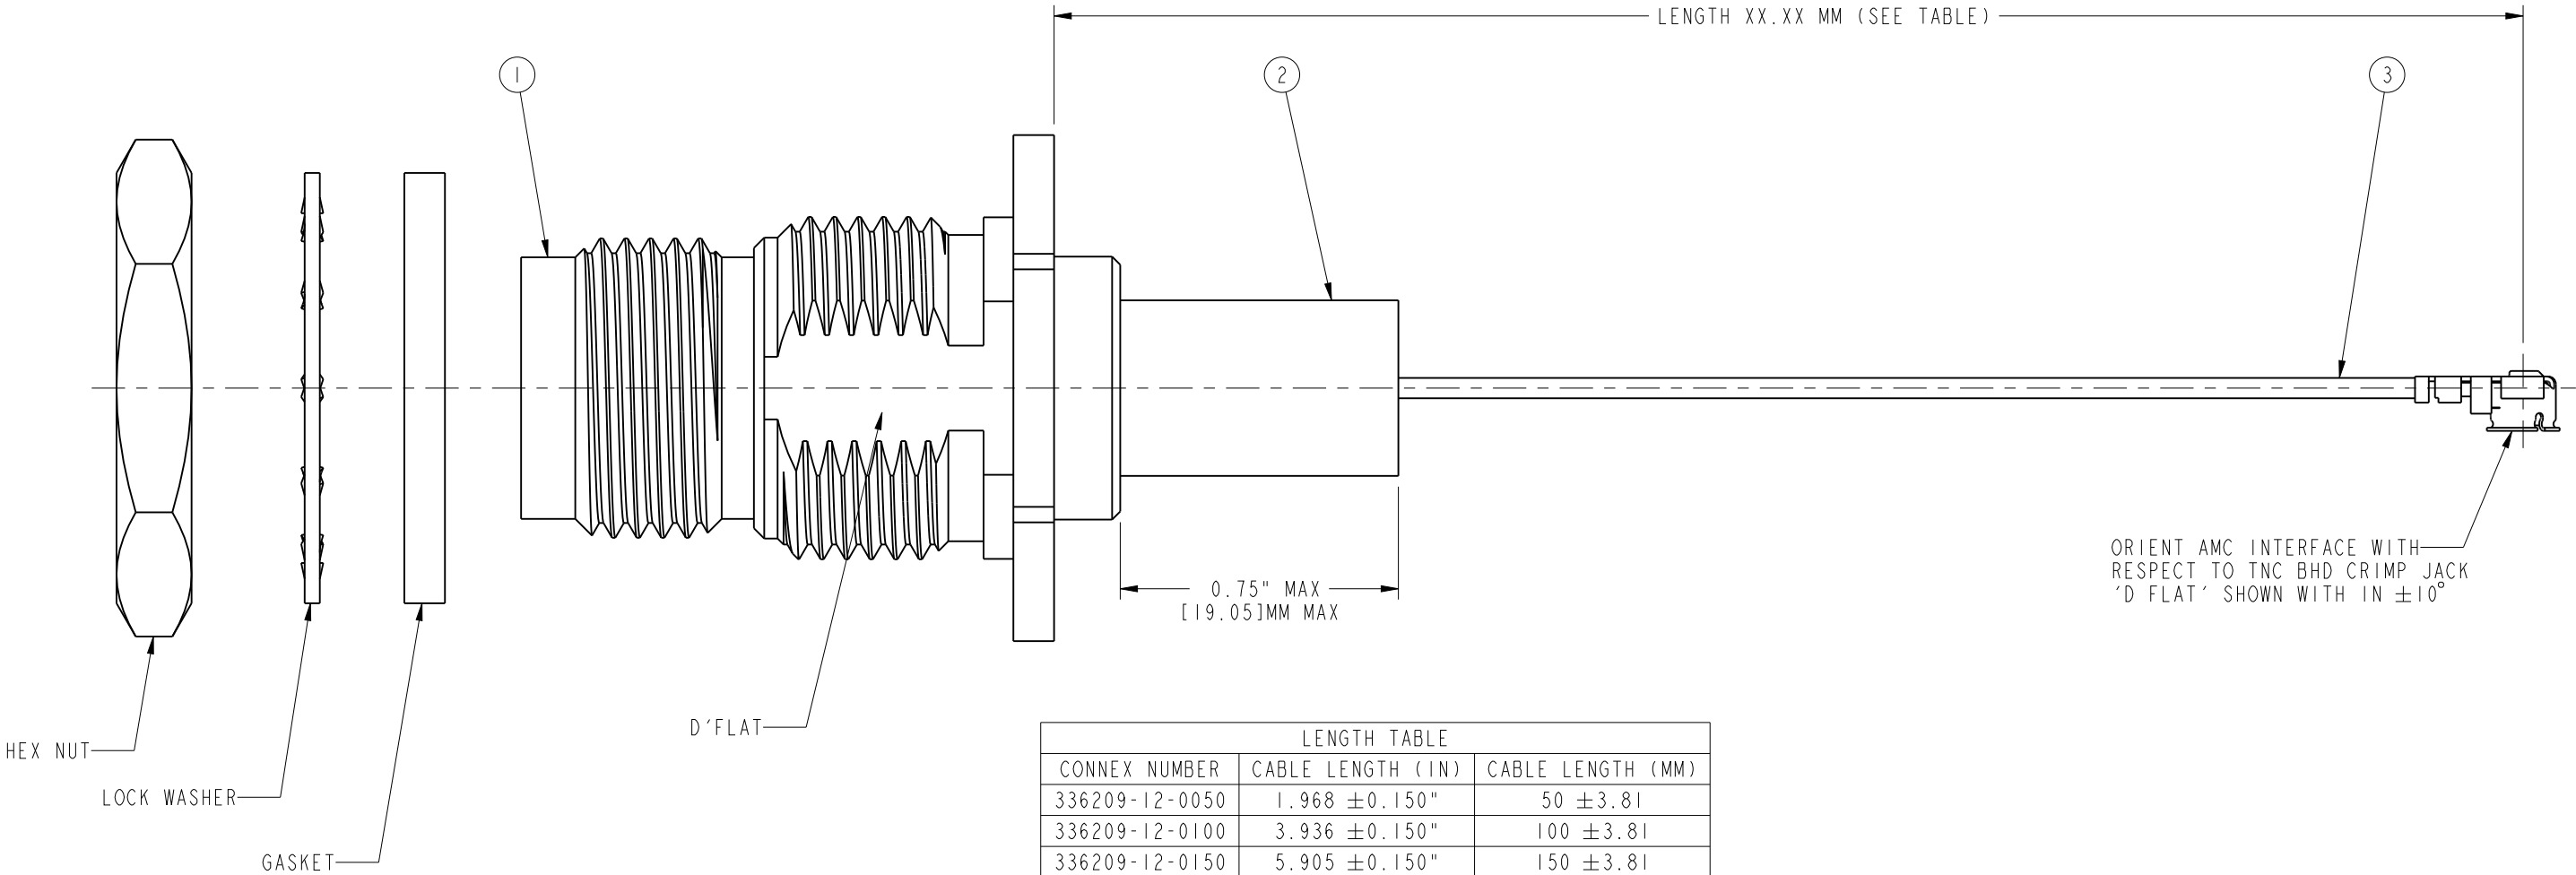 LENGTH XX.XX MM (SEE TABLE)
1
2
3
ORIENT AMC INTERFACE WITH
RESPECT TO TNC BHD CRIMP JACK
'D FLAT' SHOWN WITH IN ±10°
0.75" MAX
[19.05]MM MAX
D'FLAT
HEX NUT
LOCK WASHER
GASKET
LENGTH TABLE
CONNEX NUMBER CABLE LENGTH (IN) CABLE LENGTH (MM)
336209-12-0050 1.968 ±0.150" 50 ±3.81
336209-12-0100 3.936 ±0.150" 100 ±3.81
336209-12-0150 5.905 ±0.150" 150 ±3.81